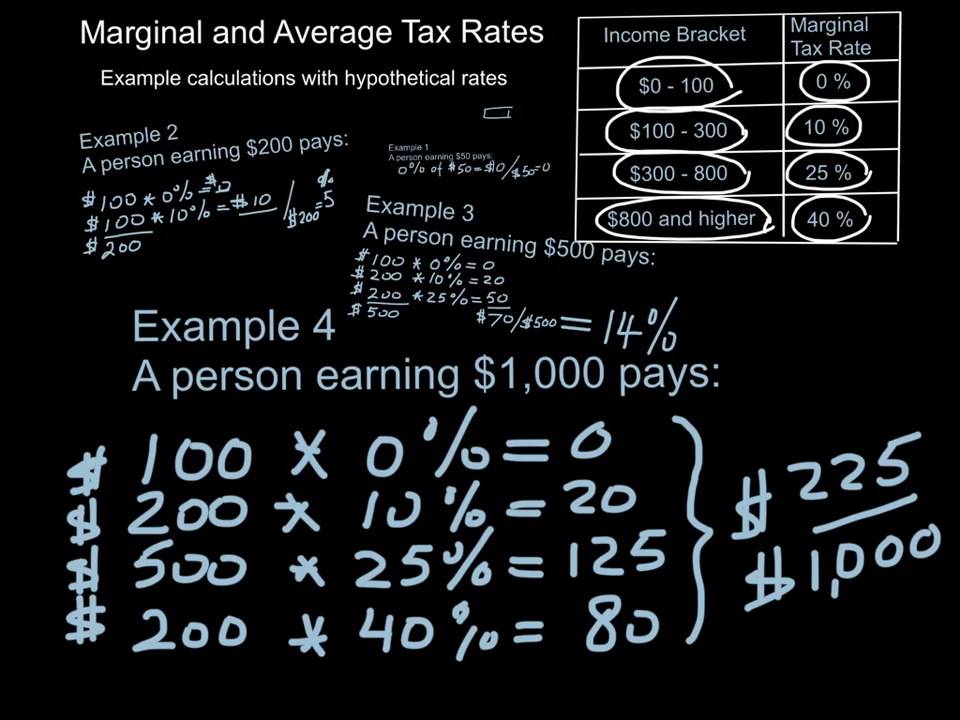 Marginal and Average Tax Rates
Example calculations with hypothetical rates
Income Bracket Marginal Tax Rate
$0 - 100 0 %
$100 - 300 10 %
$300 - 800 25 %
$800 and higher 40 %
Example 1
A person earning $50 pays:
0% of $50=$0/$50=0
Example 2
A person earning $200 pays:
$100 * 0% = $0
$100 * 10% = $10 / $200 = 5%
$200
Example 3
A person earning $500 pays:
$100 * 0% = 0
$200 * 10% = 20
$200 * 25% = 50
$500 $70/$500 = 14%
Example 4
A person earning $1,000 pays:
$100 * 0% = 0
$200 * 10% = 20
$500 * 25% = 125
$200 * 40% = 80
$225
$1,000